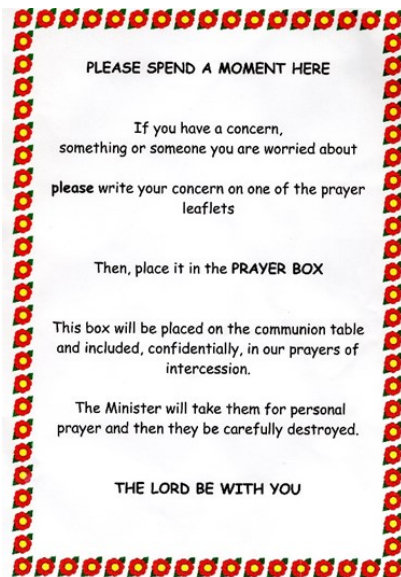 PLEASE SPEND A MOMENT HERE
If you have a concern,
something or someone you are worried about
please write your concern on one of the prayer
leaflets
Then, place it in the PRAYER BOX
This box will be placed on the communion table
and included, confidentially, in our prayers of
intercession.
The Minister will take them for personal
prayer and then they be carefully destroyed.
THE LORD BE WITH YOU